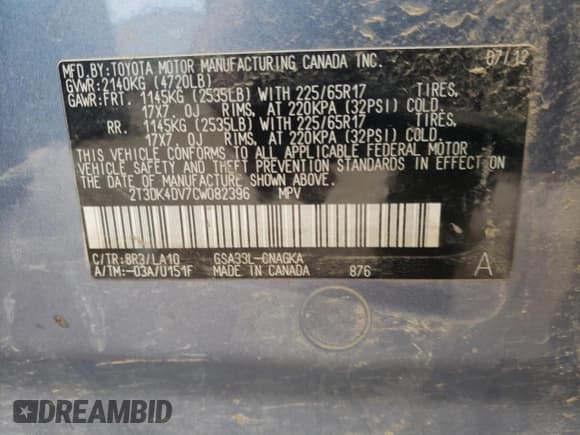 MFD.BY:TOYOTA MOTOR MANUFACTURING CANADA INC. 07/12
GVWR:2140KG (4720LB)
GAWR:FRT. 1145KG (2535LB) WITH 225/65R17 TIRES,
17X7. 0J RIMS, AT 220KPA (32PSI) COLD.
RR. 1145KG (2535LB) WITH 225/65R17 TIRES,
17X7. 0J RIMS, AT 220KPA (32PSI) COLD.
THIS VEHICLE CONFORMS TO ALL APPLICABLE FEDERAL MOTOR
VEHICLE SAFETY AND THEFT PREVENTION STANDARDS IN EFFECT ON
THE DATE OF MANUFACTURE SHOWN ABOVE.
2T3DK4DV7CW082396 MPV
C/TR:8R3/LA10 GSA33L-CNAGKA
A/TM:-03A/U151F MADE IN CANADA 876 A
DREAMBID